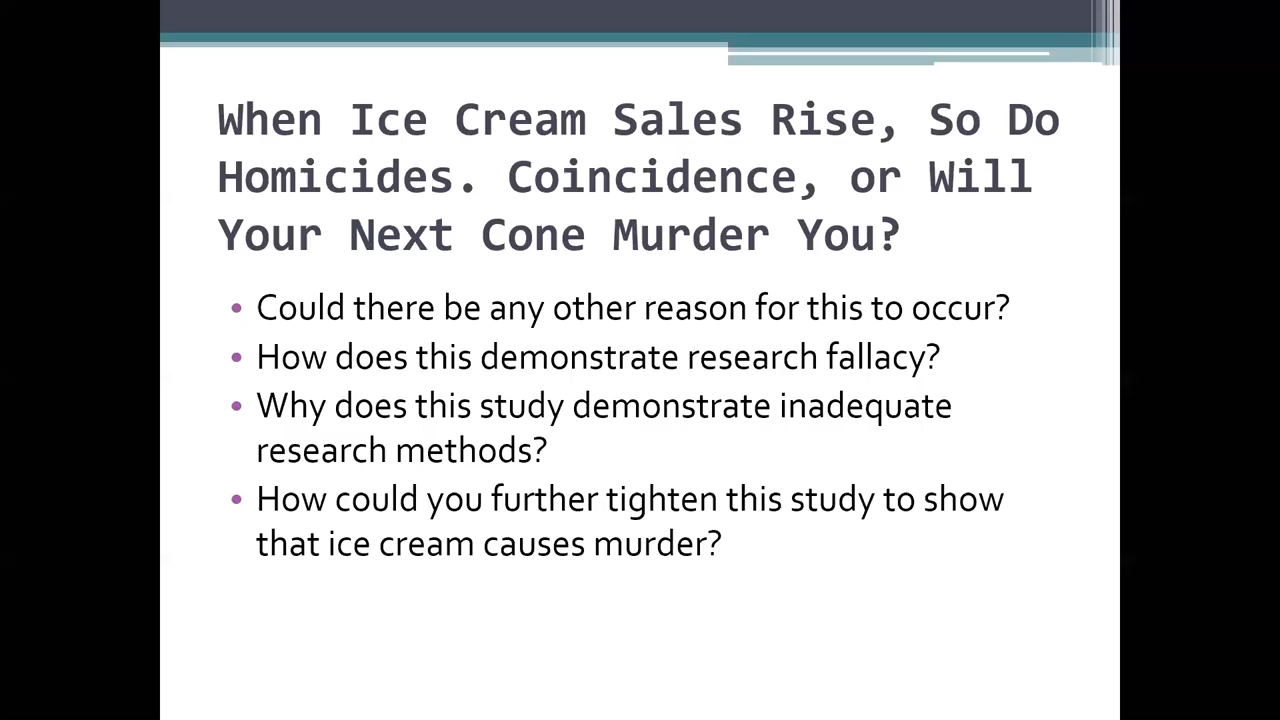 When Ice Cream Sales Rise, So Do
Homicides. Coincidence, or Will
Your Next Cone Murder You?
• Could there be any other reason for this to occur?
• How does this demonstrate research fallacy?
• Why does this study demonstrate inadequate
research methods?
• How could you further tighten this study to show
that ice cream causes murder?